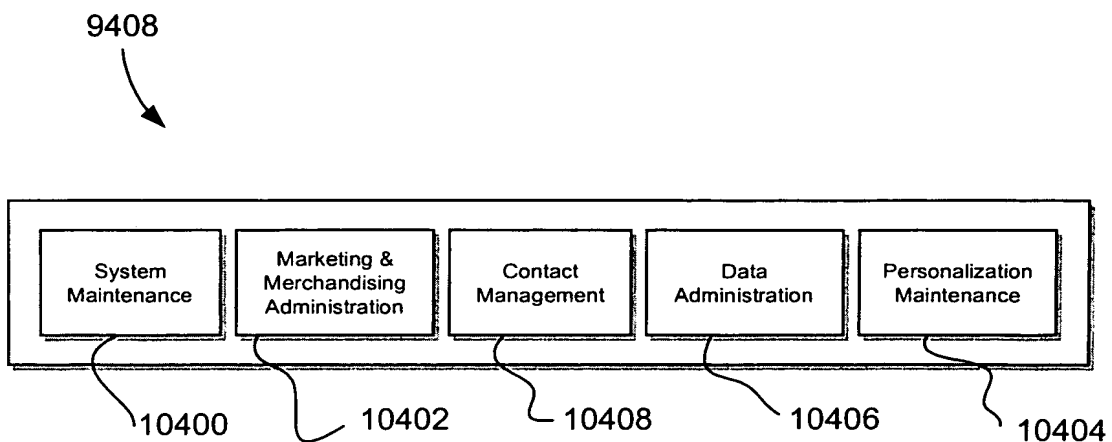 9408
System
Maintenance
Marketing &
Merchandising
Administration
Contact
Management
Data
Administration
Personalization
Maintenance
10400
10402
10408
10406
10404